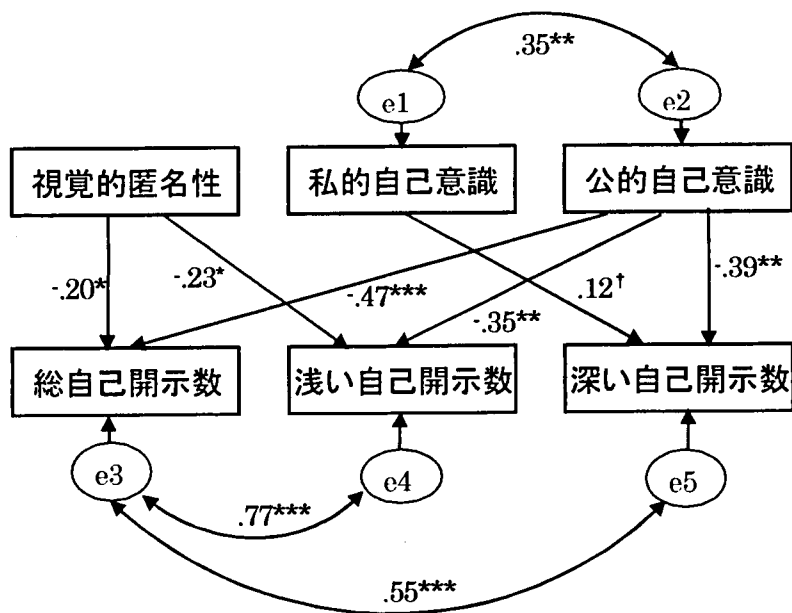 .35**
e1
e2
視覚的匿名性
私的自己意識
公的自己意識
-.20*
-.23*
-.47***
-.35**
.12†
-.39**
総自己開示数
浅い自己開示数
深い自己開示数
e3
e4
e5
.77***
.55***